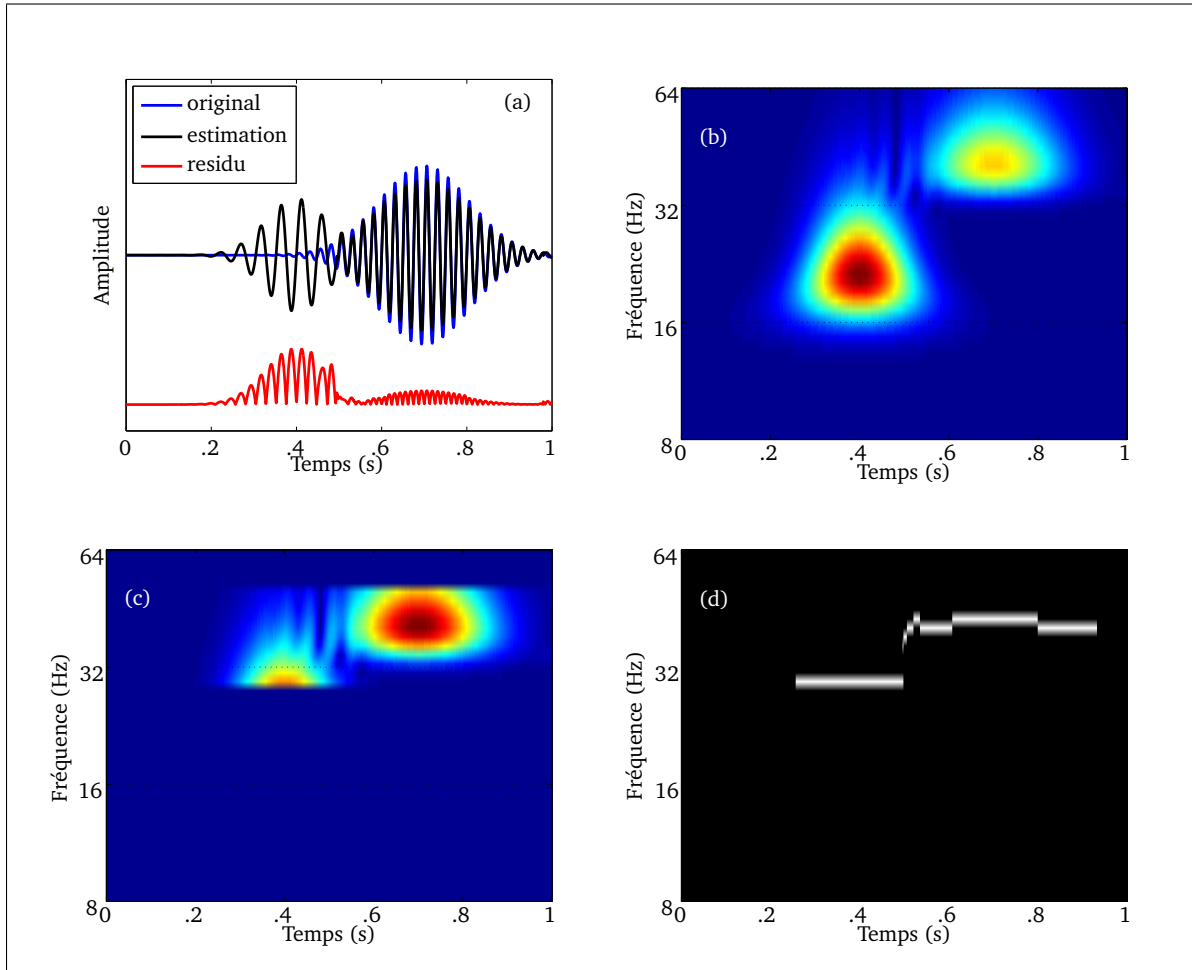 original
estimation
residu
(a)
Amplitude
0
.2
.4
.6
.8
1
Temps (s)
(b)
64
32
16
8
Fréquence (Hz)
0
.2
.4
.6
.8
1
Temps (s)
(c)
64
32
16
8
Fréquence (Hz)
0
.2
.4
.6
.8
1
Temps (s)
(d)
64
32
16
8
Fréquence (Hz)
0
.2
.4
.6
.8
1
Temps (s)